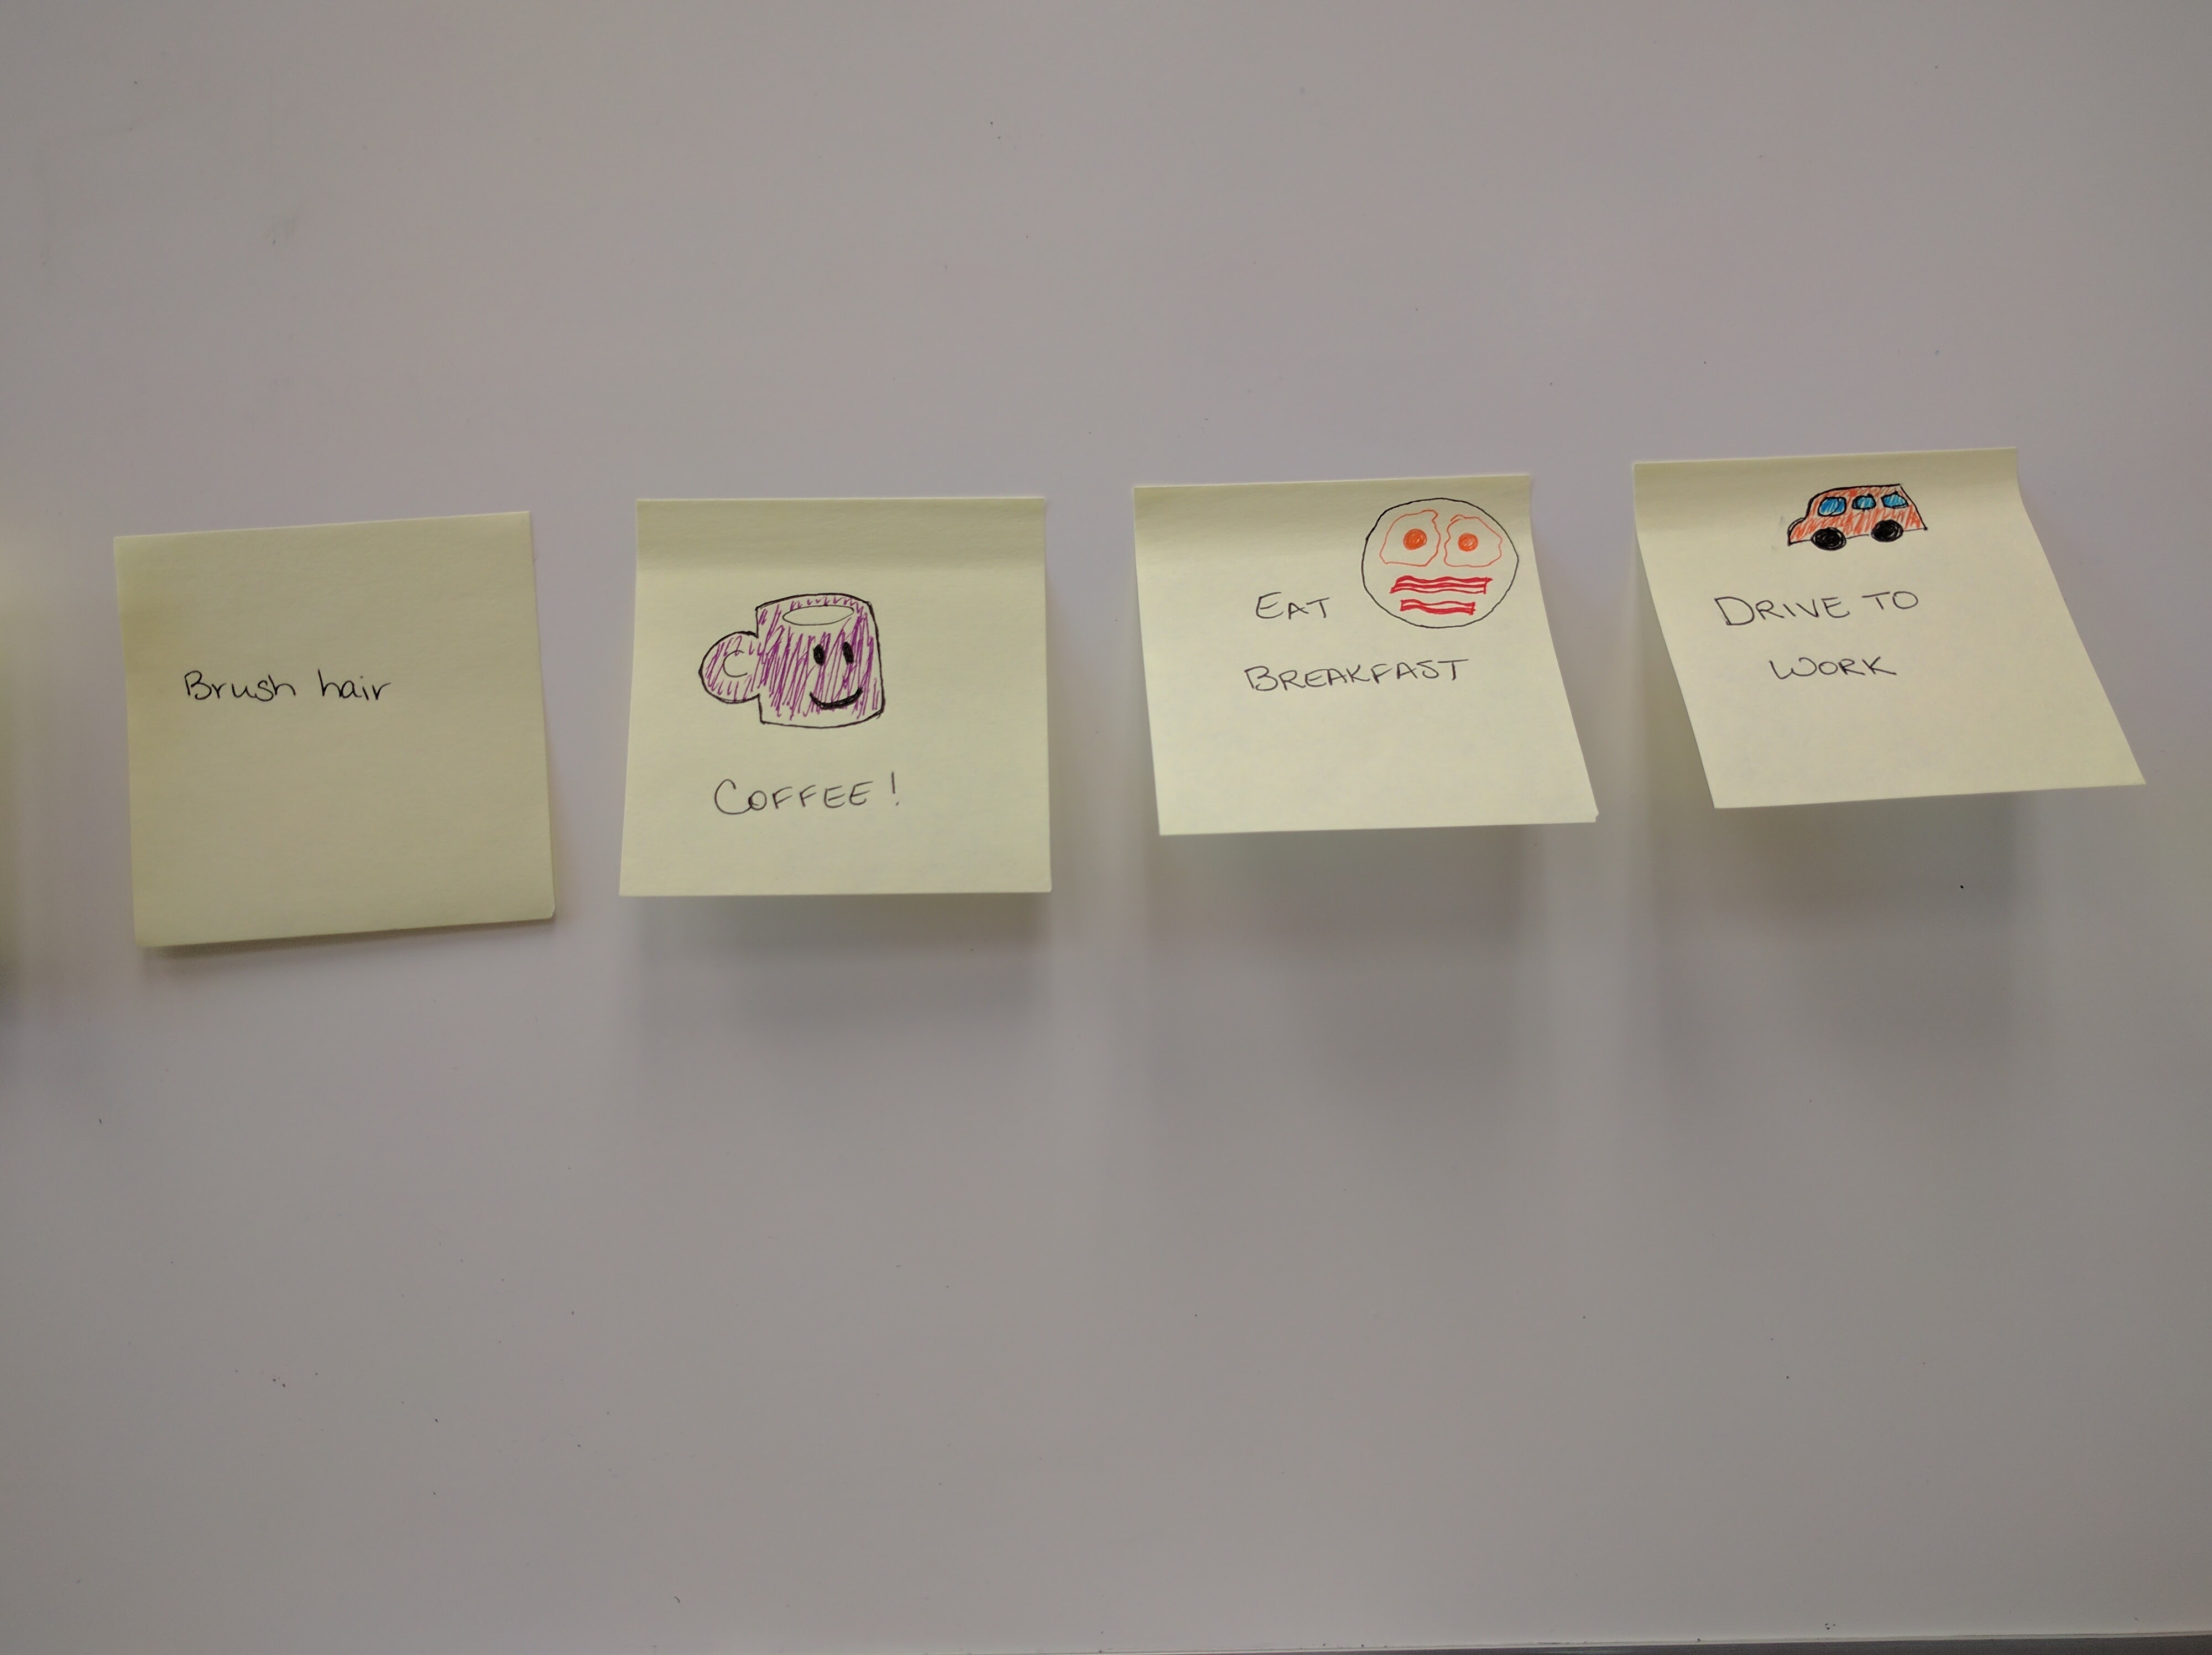 Brush hair
COFFEE!
EAT
BREAKFAST
DRIVE TO
WORK